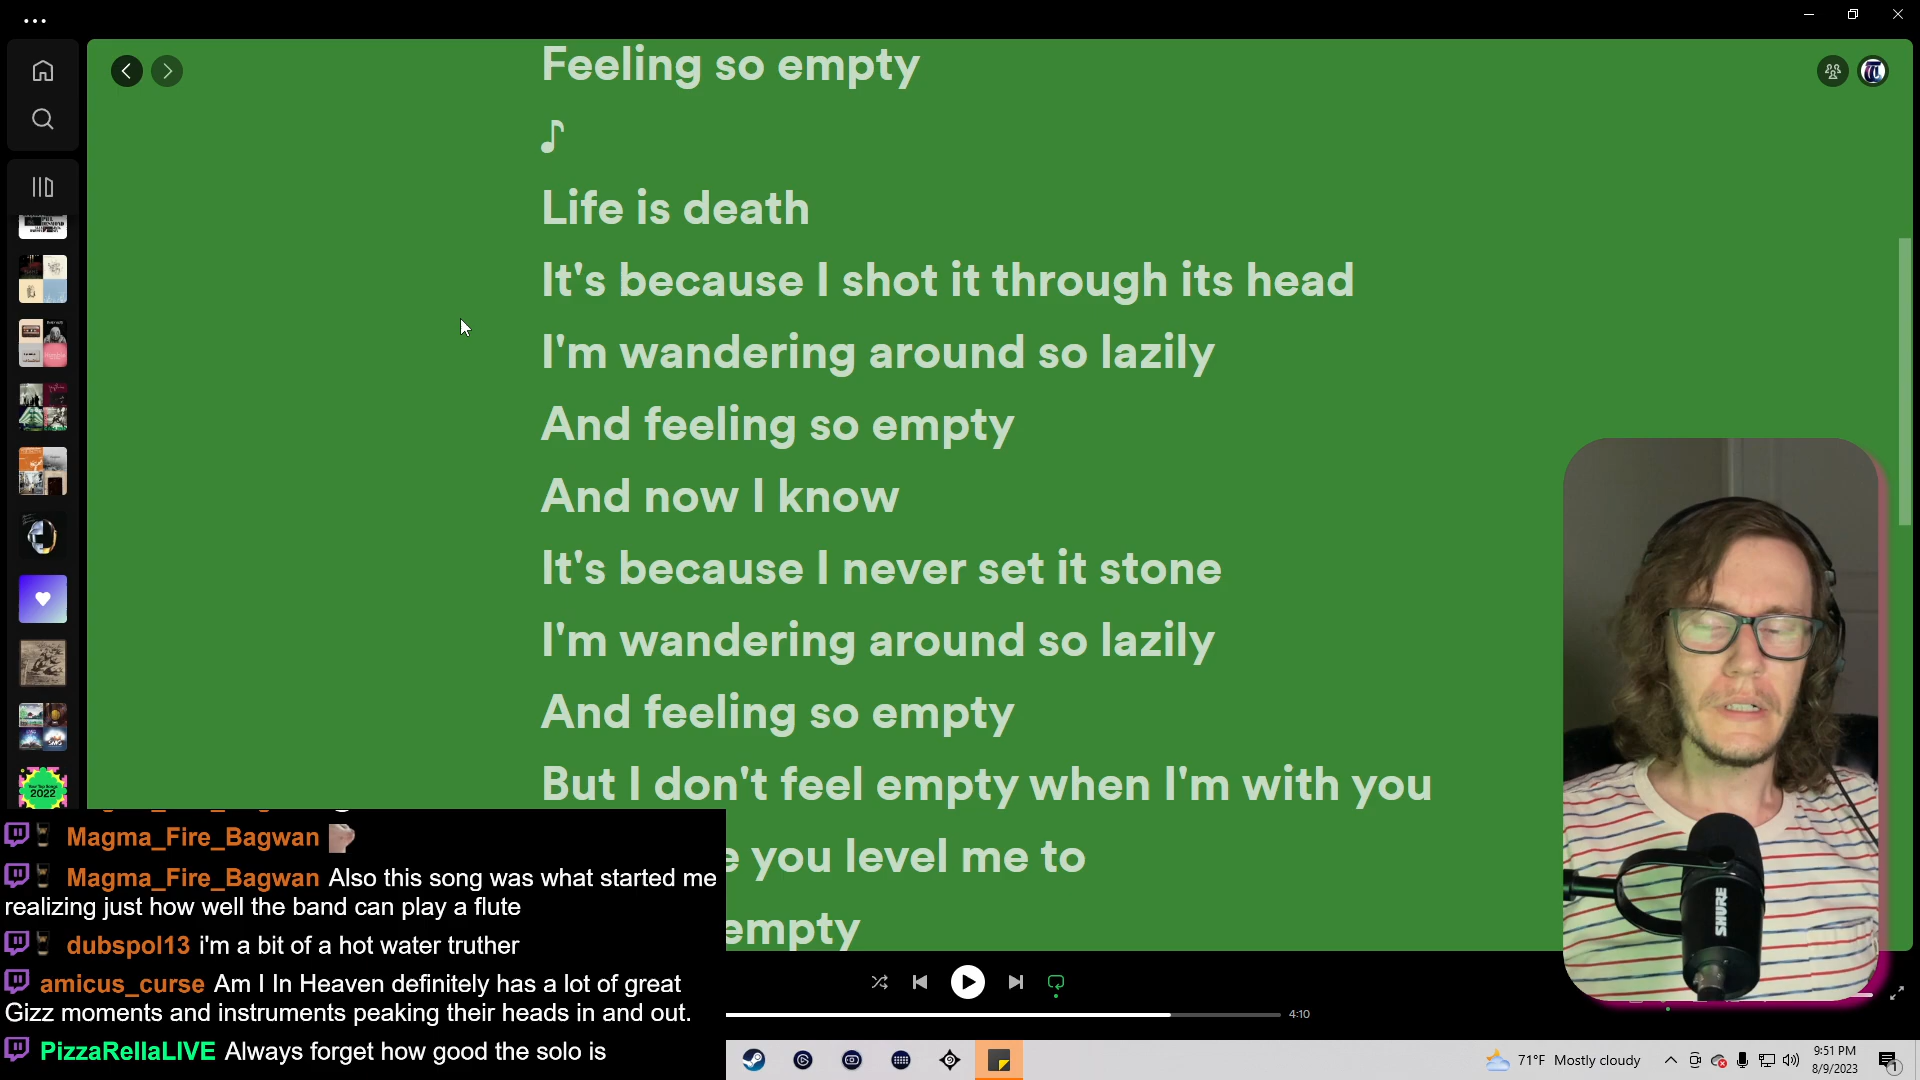 Feeling so empty
♪
Life is death
It's because I shot it through its head
I'm wandering around so lazily
And feeling so empty
And now I know
It's because I never set it stone
I'm wandering around so lazily
And feeling so empty
But I don't feel empty when I'm with you
you level me to
empty
2022
SHURE
Magma_Fire_Bagwan
Magma_Fire_Bagwan Also this song was what started me
realizing just how well the band can play a flute
dubspol13 i'm a bit of a hot water truther
amicus_curse Am I In Heaven definitely has a lot of great
Gizz moments and instruments peaking their heads in and out.
PizzaRellaLIVE Always forget how good the solo is
4:10
71°F Mostly cloudy
9:51 PM
8/9/2023
1